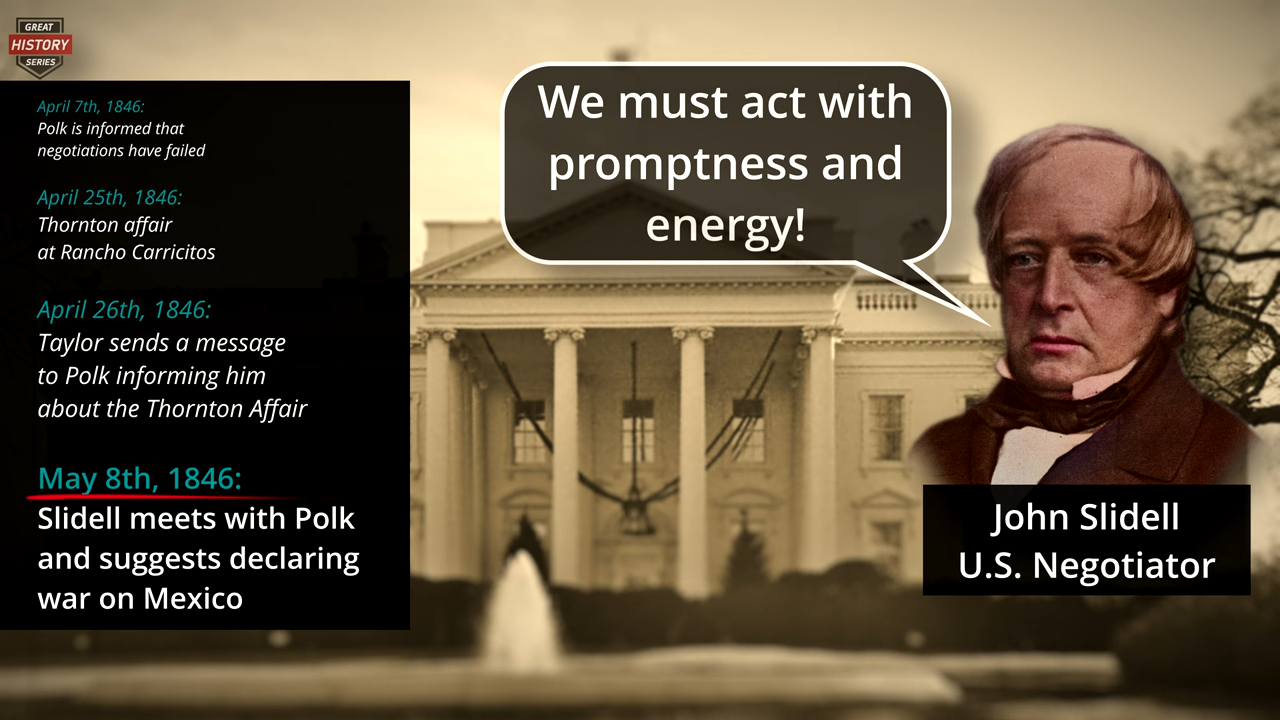 GREAT
HISTORY
SERIES
April 7th, 1846:
Polk is informed that
negotiations have failed
April 25th, 1846:
Thornton affair
at Rancho Carricitos
April 26th, 1846:
Taylor sends a message
to Polk informing him
about the Thornton Affair
May 8th, 1846:
Slidell meets with Polk
and suggests declaring
war on Mexico
We must act with
promptness and
energy!
John Slidell
U.S. Negotiator